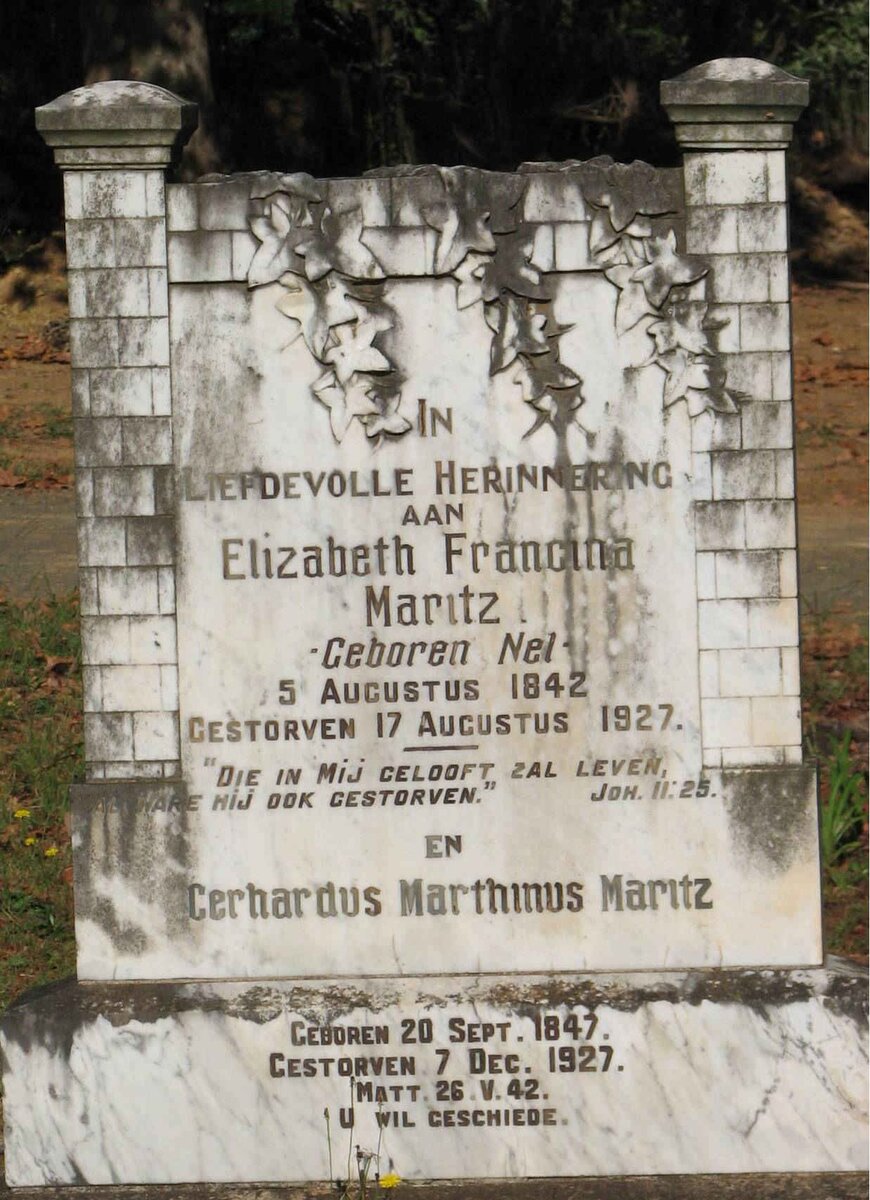 IN
LIEFDEVOLLE HERINNERING
AAN
Elizabeth Francina
Maritz.
-Geboren Nel-
5 AUGUSTUS 1842
GESTORVEN 17 AUGUSTUS 1927.
"DIE IN MIJ GELOOFT ZAL LEVEN,
AL WARE HIJ OOK GESTORVEN." JOH. 11:25.
EN
Gerhardus Marthinus Maritz
GEBOREN 20 SEPT. 1847.
GESTORVEN 7 DEC. 1927.
MATT. 26. V. 42.
U WIL GESCHIEDE.